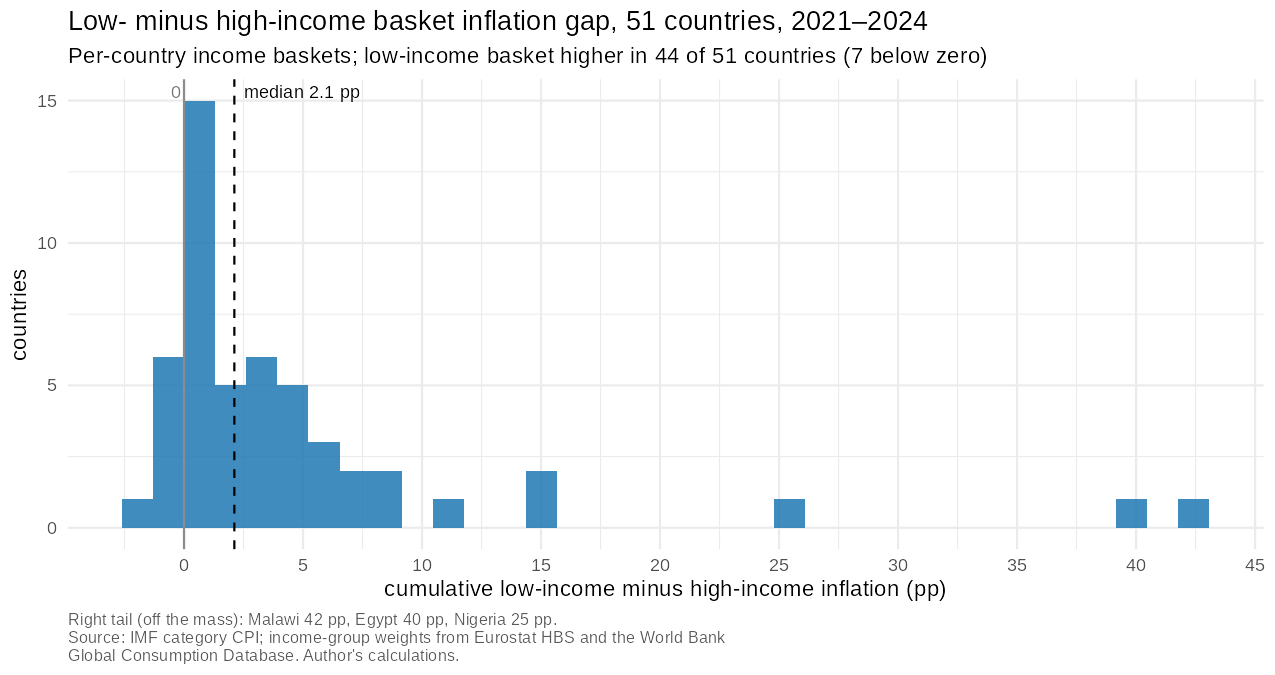 Low- minus high-income basket inflation gap, 51 countries, 2021–2024
Per-country income baskets; low-income basket higher in 44 of 51 countries (7 below zero)
0
median 2.1 pp
15
10
5
0
countries
0 5 10 15 20 25 30 35 40 45
cumulative low-income minus high-income inflation (pp)
Right tail (off the mass): Malawi 42 pp, Egypt 40 pp, Nigeria 25 pp.
Source: IMF category CPI; income-group weights from Eurostat HBS and the World Bank
Global Consumption Database. Author's calculations.